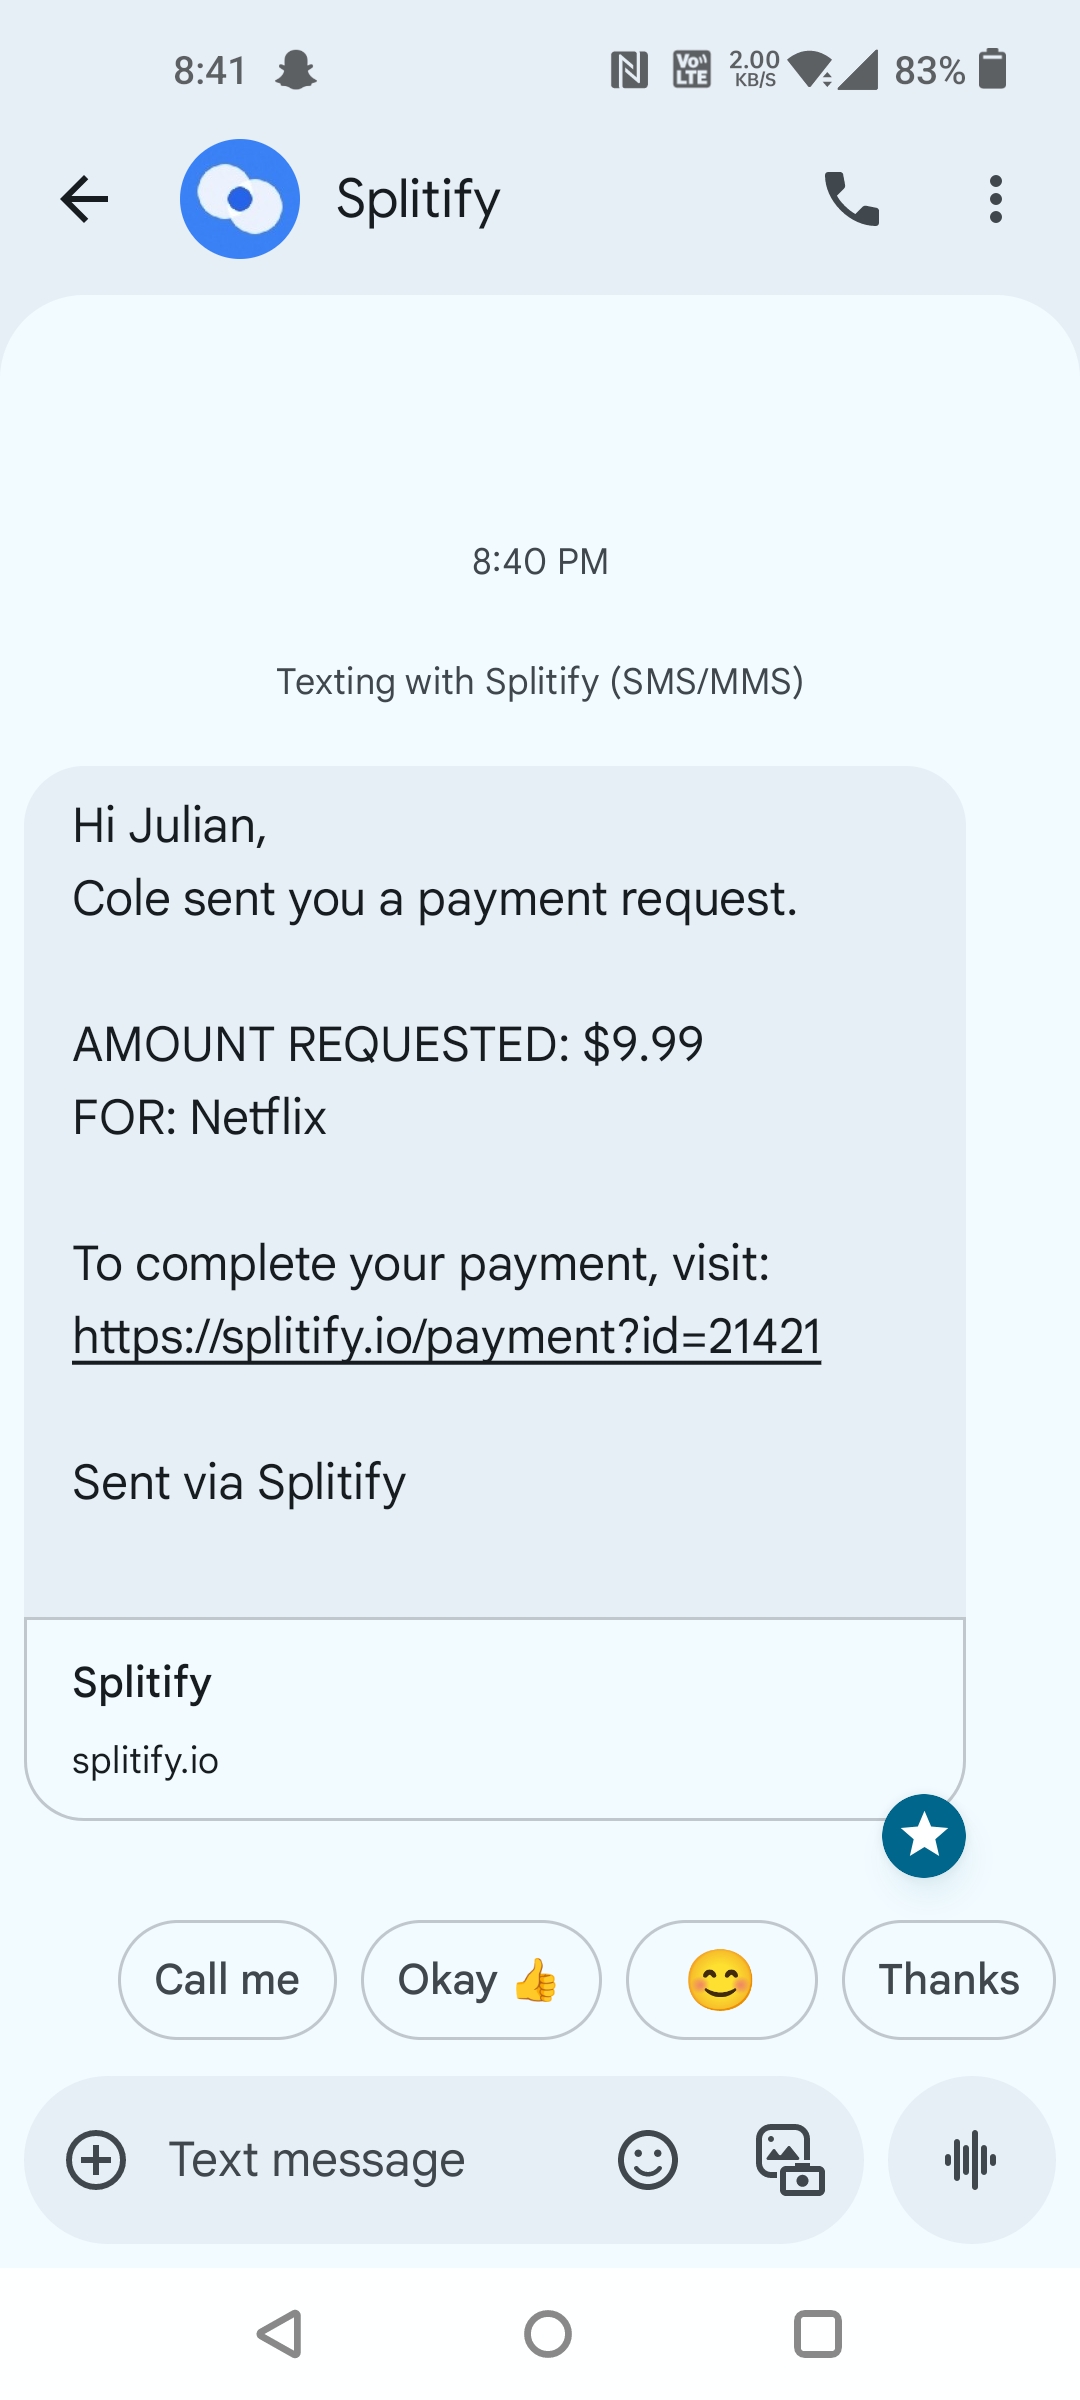 8:41
VoLTE 2.00 KB/S 83%
Splitify
8:40 PM
Texting with Splitify (SMS/MMS)
Hi Julian,
Cole sent you a payment request.
AMOUNT REQUESTED: $9.99
FOR: Netflix
To complete your payment, visit:
https://splitify.io/payment?id=21421
Sent via Splitify
Splitify
splitify.io
Call me
Okay 👍
😊
Thanks
Text message